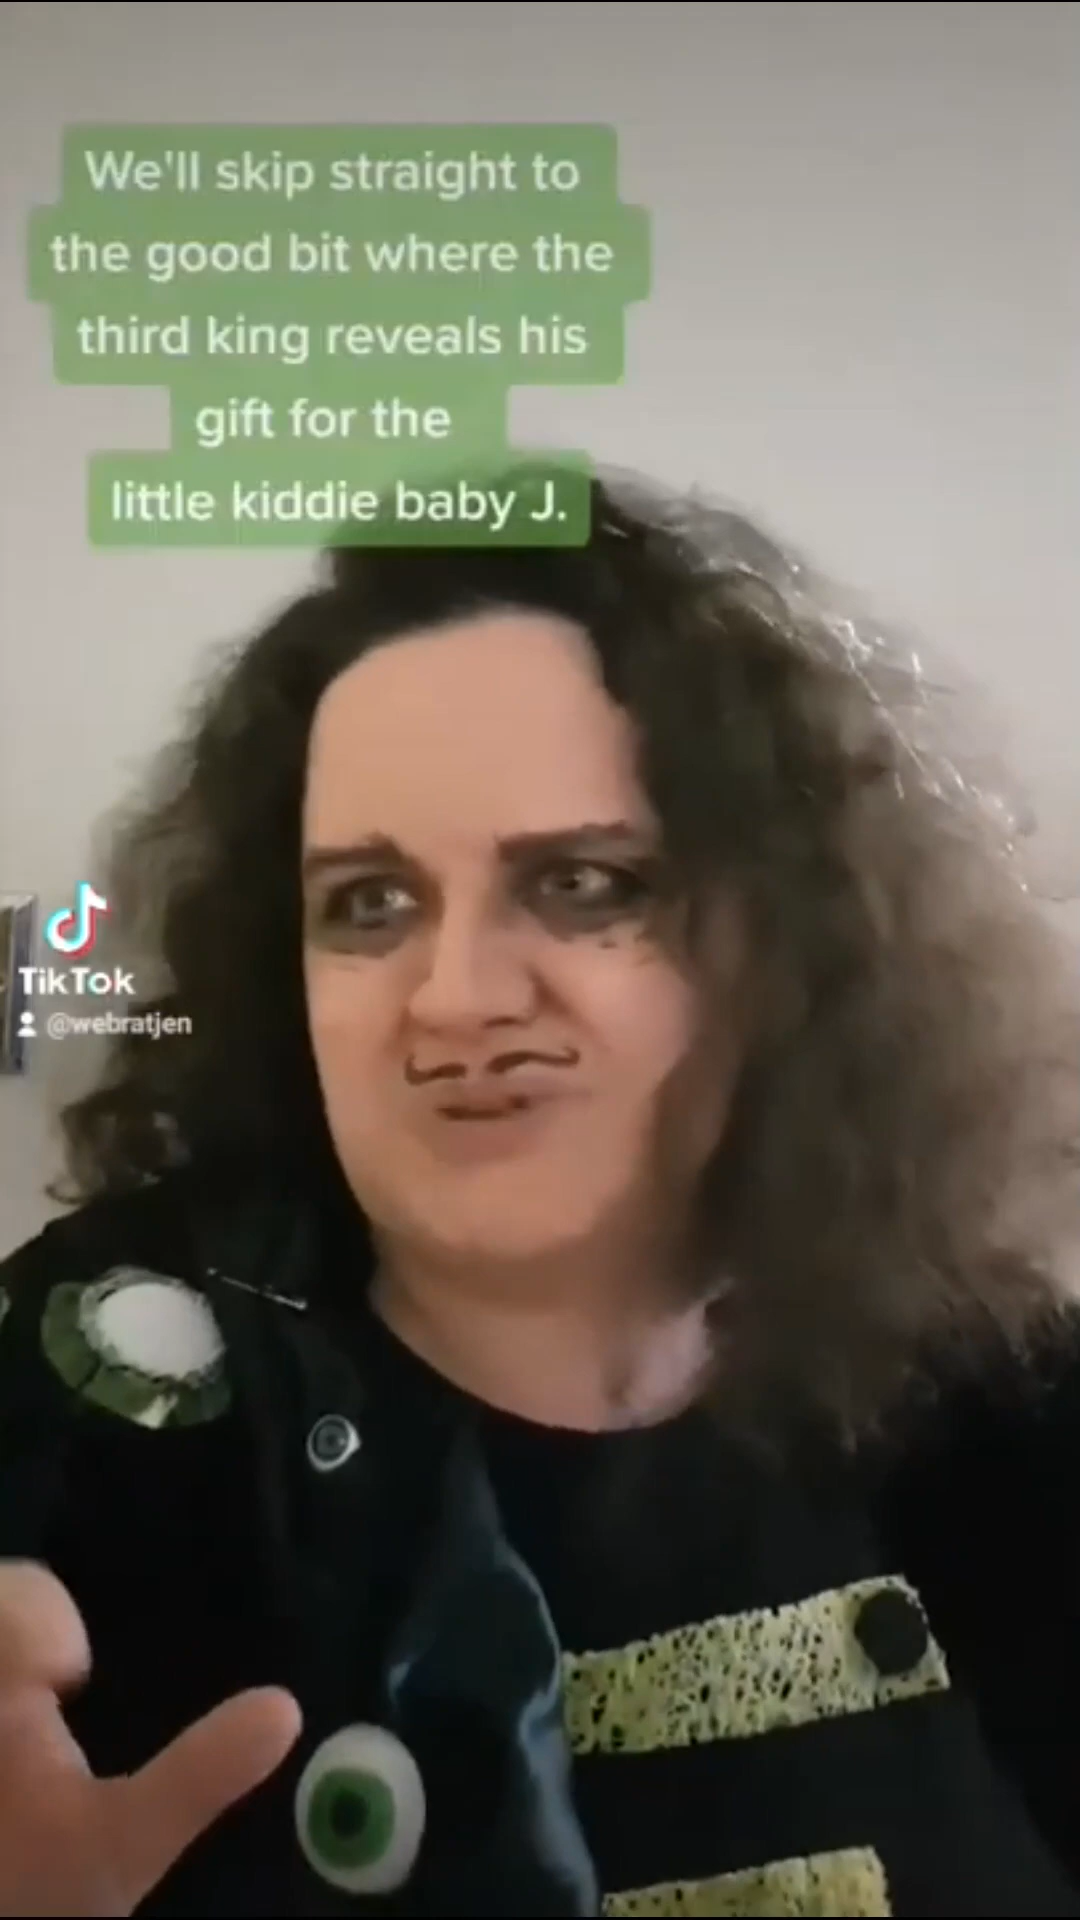 We'll skip straight to
the good bit where the
third king reveals his
gift for the
little kiddie baby J.
TikTok
@webratjen